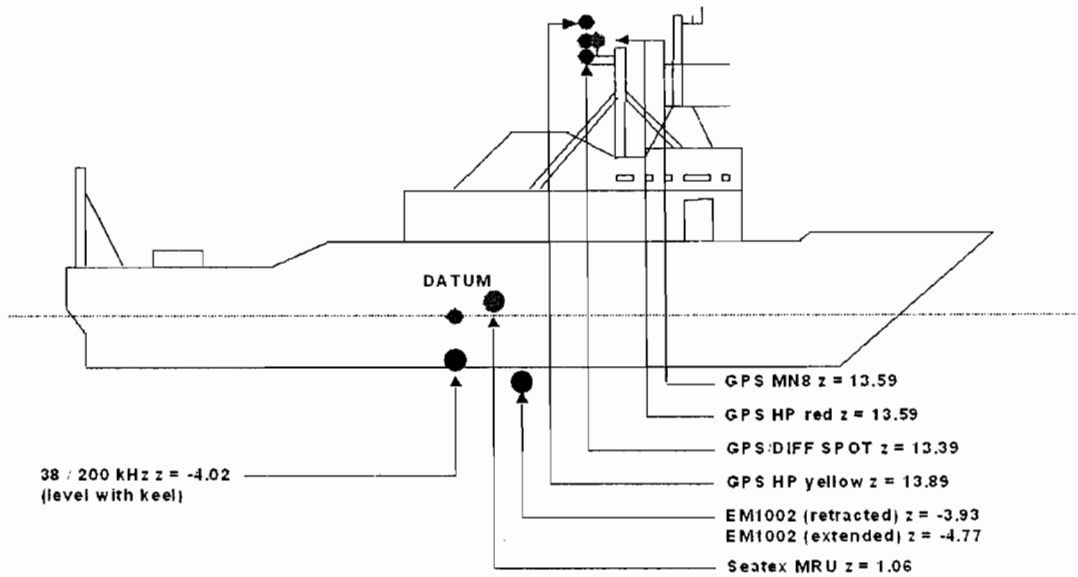 DATUM
GPS MN8 z = 13.59
GPS HP red z = 13.59
GPS/DIFF SPOT z = 13.39
38 / 200 kHz z = -4.02
(level with keel)
GPS HP yellow z = 13.89
EM1002 (retracted) z = -3.93
EM1002 (extended) z = -4.77
Seatex MRU z = 1.06